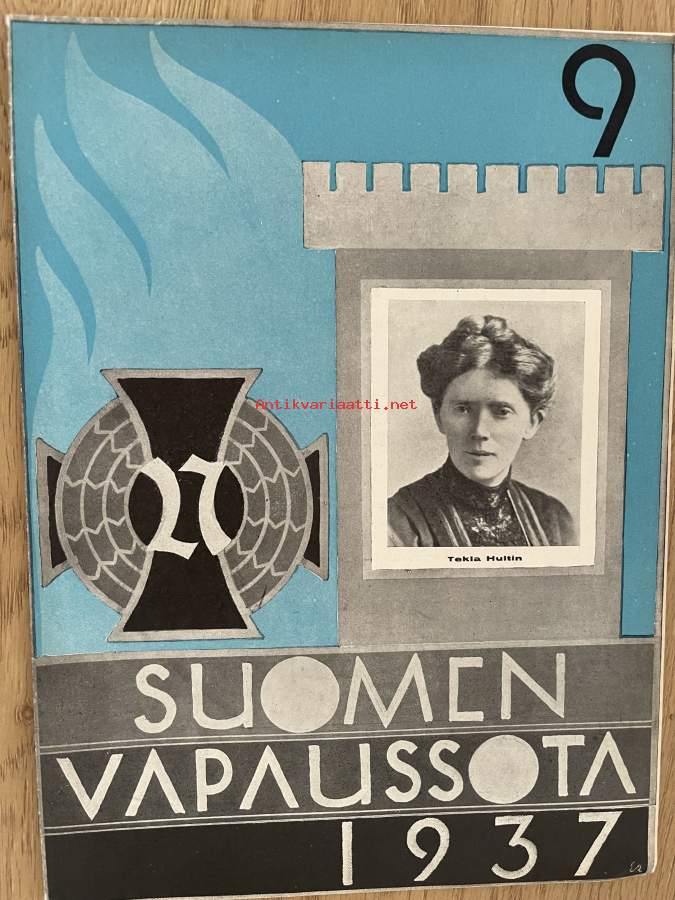 9
Antikvariaatti.net
Tekla Hultin
SUOMEN
VAPAUSSOTA
1937